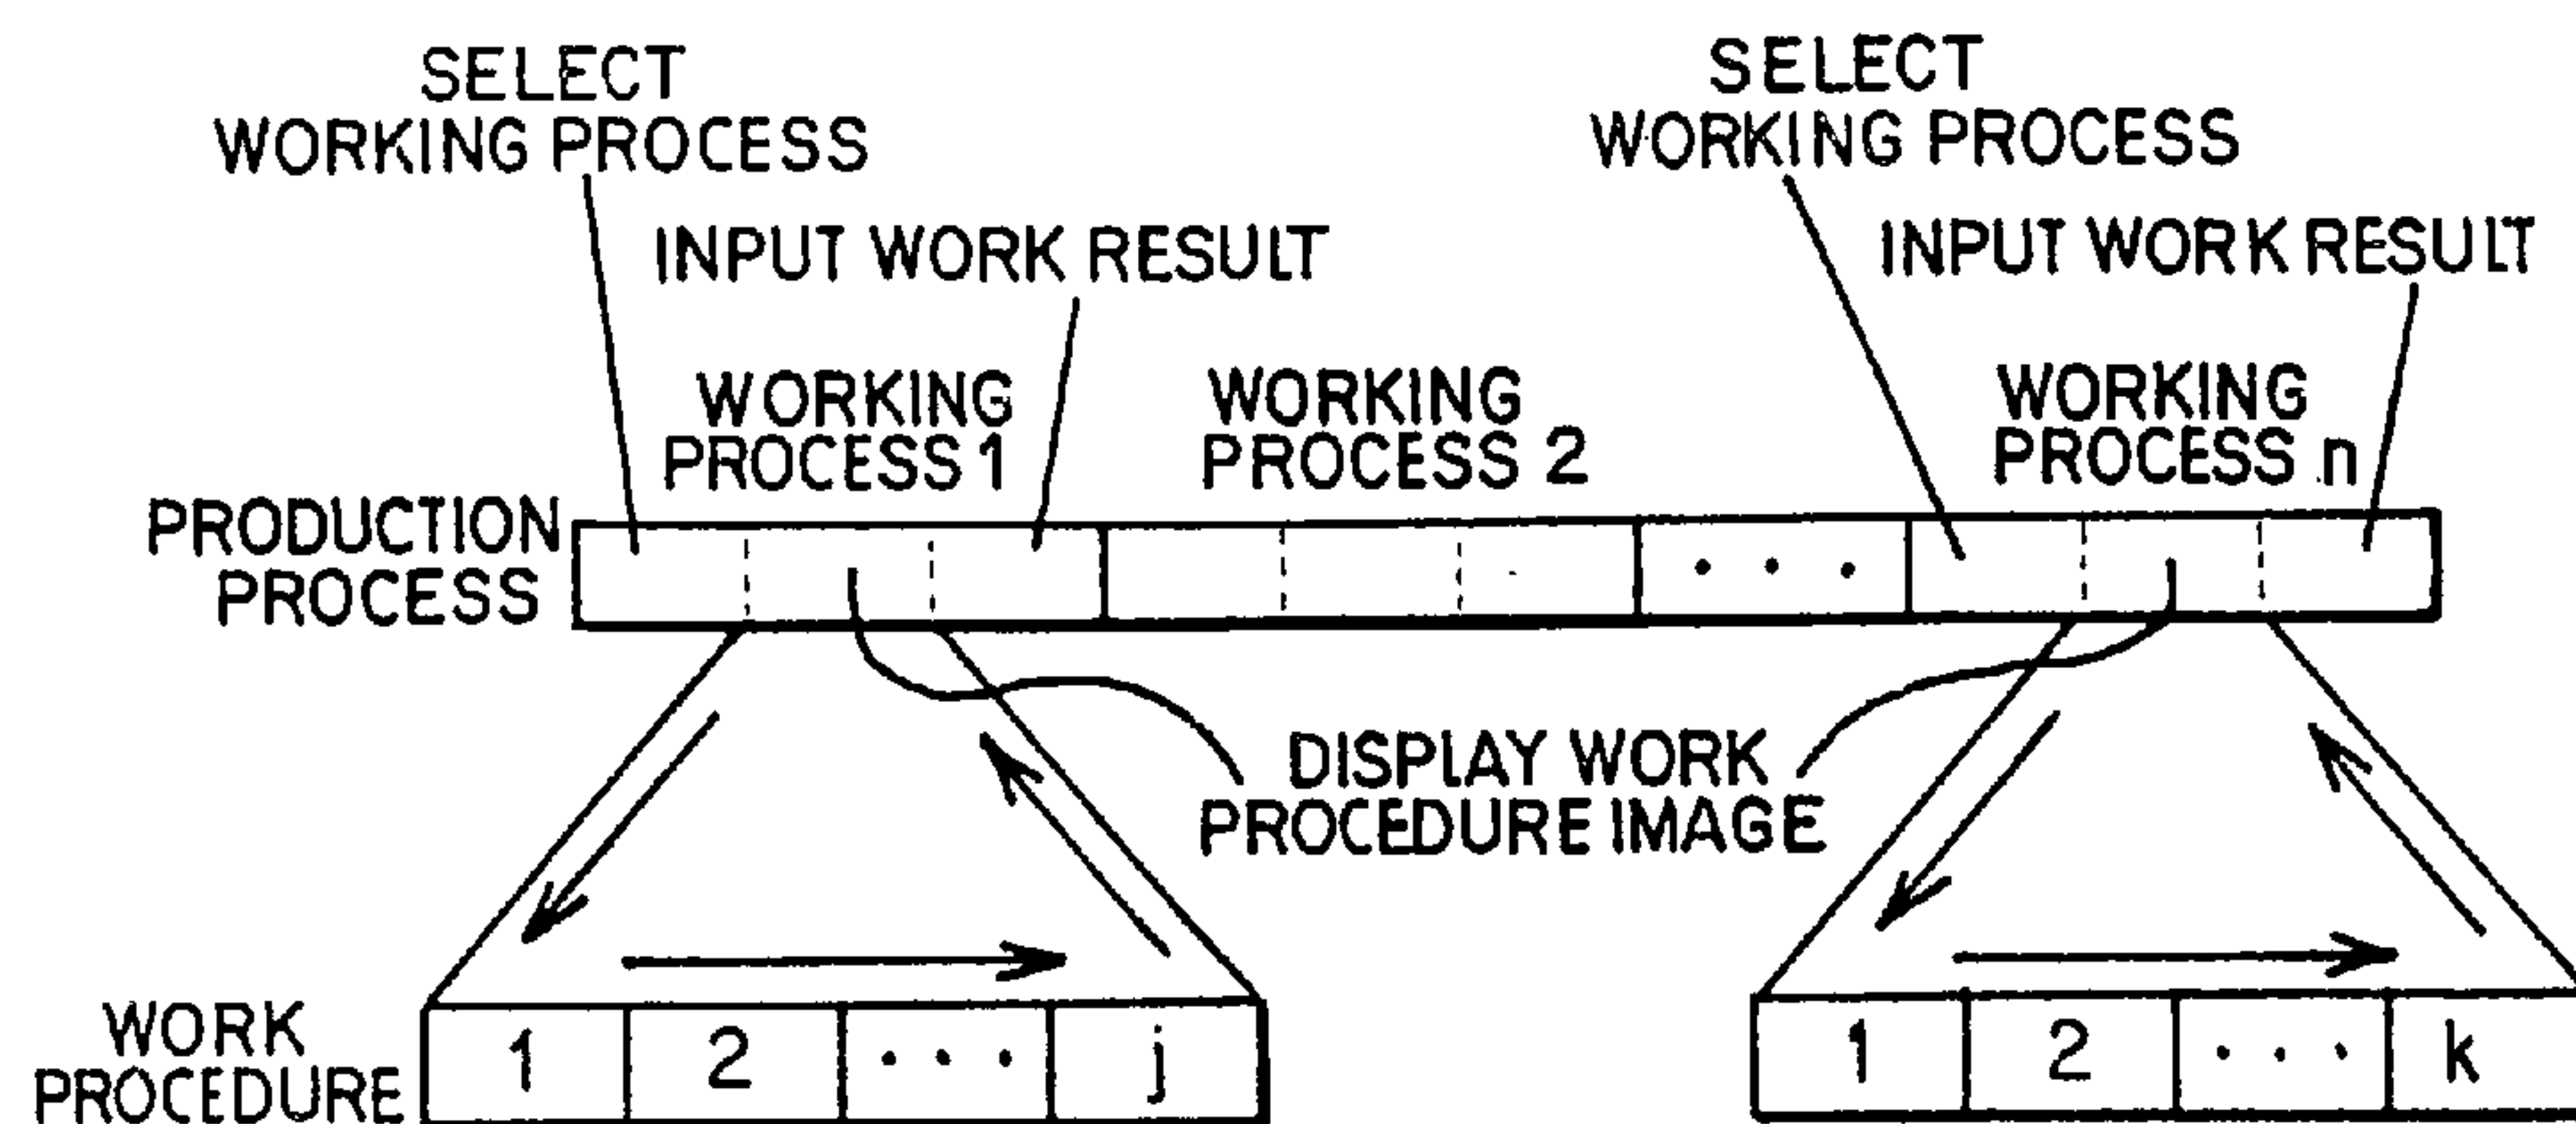 SELECT
WORKING PROCESS
SELECT
WORKING PROCESS
INPUT WORK RESULT
INPUT WORK RESULT
WORKING
PROCESS 1
WORKING
PROCESS 2
WORKING
PROCESS n
PRODUCTION
PROCESS
. . .
DISPLAY WORK
PROCEDURE IMAGE
WORK
PROCEDURE
1 2 . . . j
1 2 . . . k